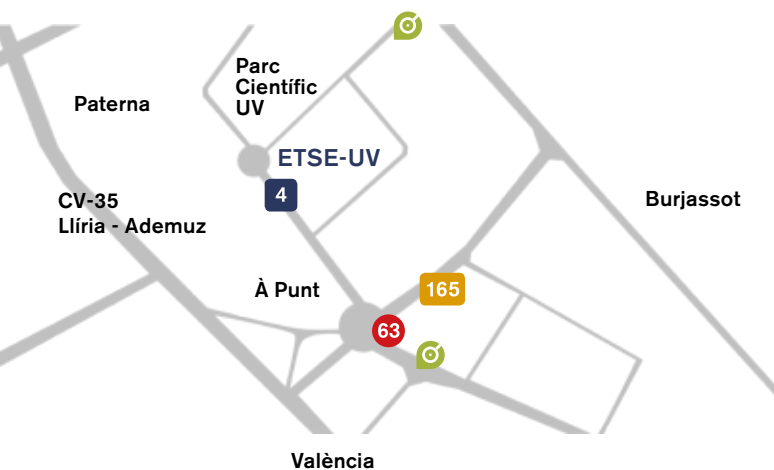 Parc
Científic
UV
Paterna
ETSE-UV
4
CV-35
Llíria - Ademuz
Burjassot
À Punt
165
63
València